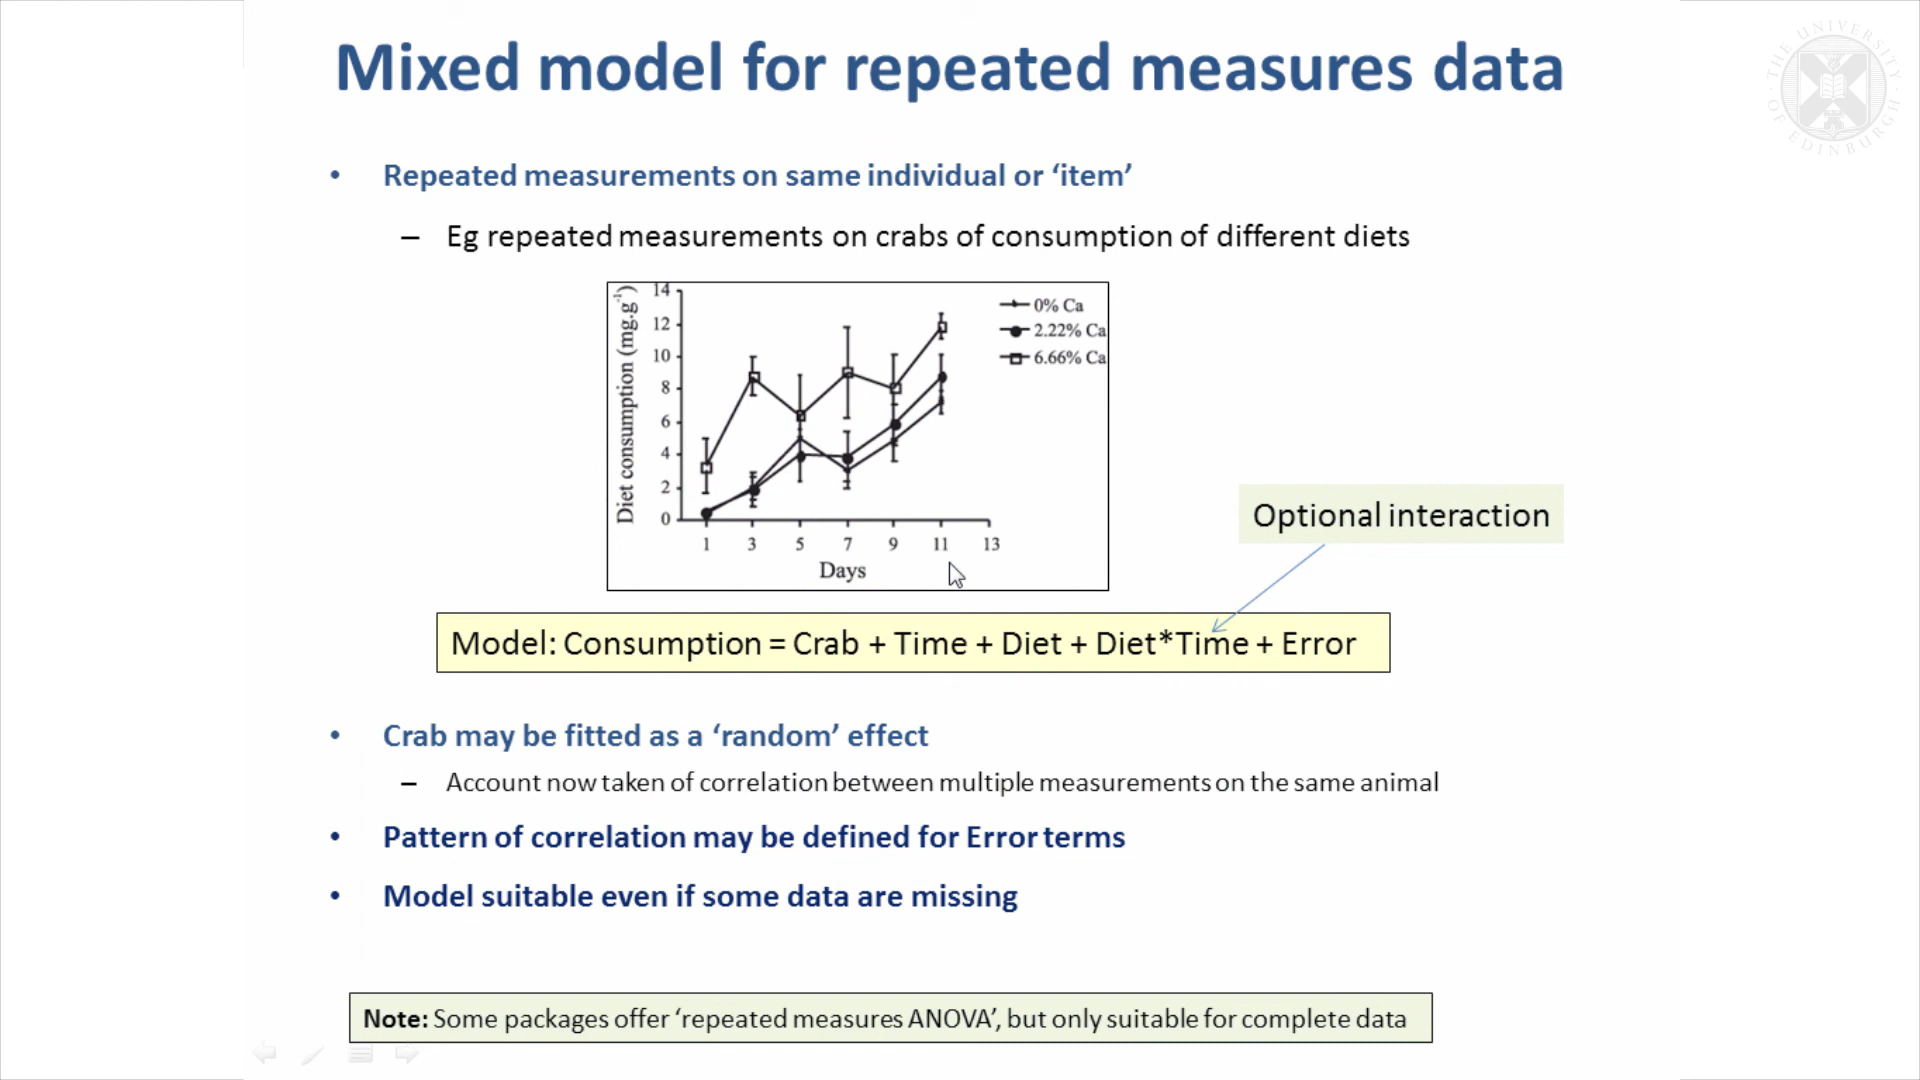 Mixed model for repeated measures data
THE UNIVERSITY OF EDINBURGH
• Repeated measurements on same individual or ‘item’
– Eg repeated measurements on crabs of consumption of different diets
Diet consumption (mg.g⁻¹)
14
12
10
8
6
4
2
0
1 3 5 7 9 11 13
Days
0% Ca
2.22% Ca
6.66% Ca
Optional interaction
Model: Consumption = Crab + Time + Diet + Diet*Time + Error
• Crab may be fitted as a ‘random’ effect
– Account now taken of correlation between multiple measurements on the same animal
• Pattern of correlation may be defined for Error terms
• Model suitable even if some data are missing
Note: Some packages offer ‘repeated measures ANOVA’, but only suitable for complete data